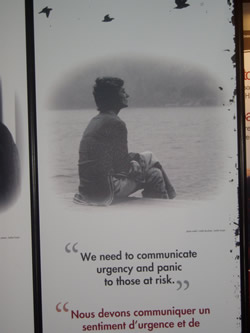 “We need to communicate
urgency and panic
to those at risk.”
“Nous devons communiquer un
sentiment d'urgence et de